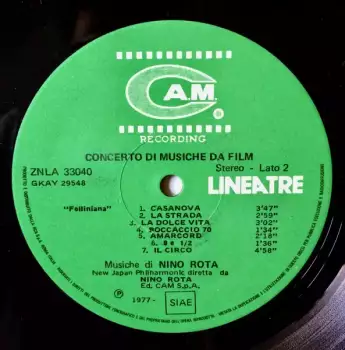 CAM
®
RECORDING
CONCERTO DI MUSICHE DA FILM
ZNLA 33040
GKAY 29548
Stereo - Lato 2
LINEATRE
"Felliniana"
1. CASANOVA 3'47"
2. LA STRADA 2'59"
3. LA DOLCE VITA 3'02"
4. BOCCACCIO 70 1'34"
5. AMARCORD 2'58"
6. 8 e 1/2 1'36"
7. IL CIRCO 4'58"
Musiche di NINO ROTA
New Japan Philharmonic diretta da
NINO ROTA
Ed. CAM S.p.A.
Ⓟ 1977 - SIAE